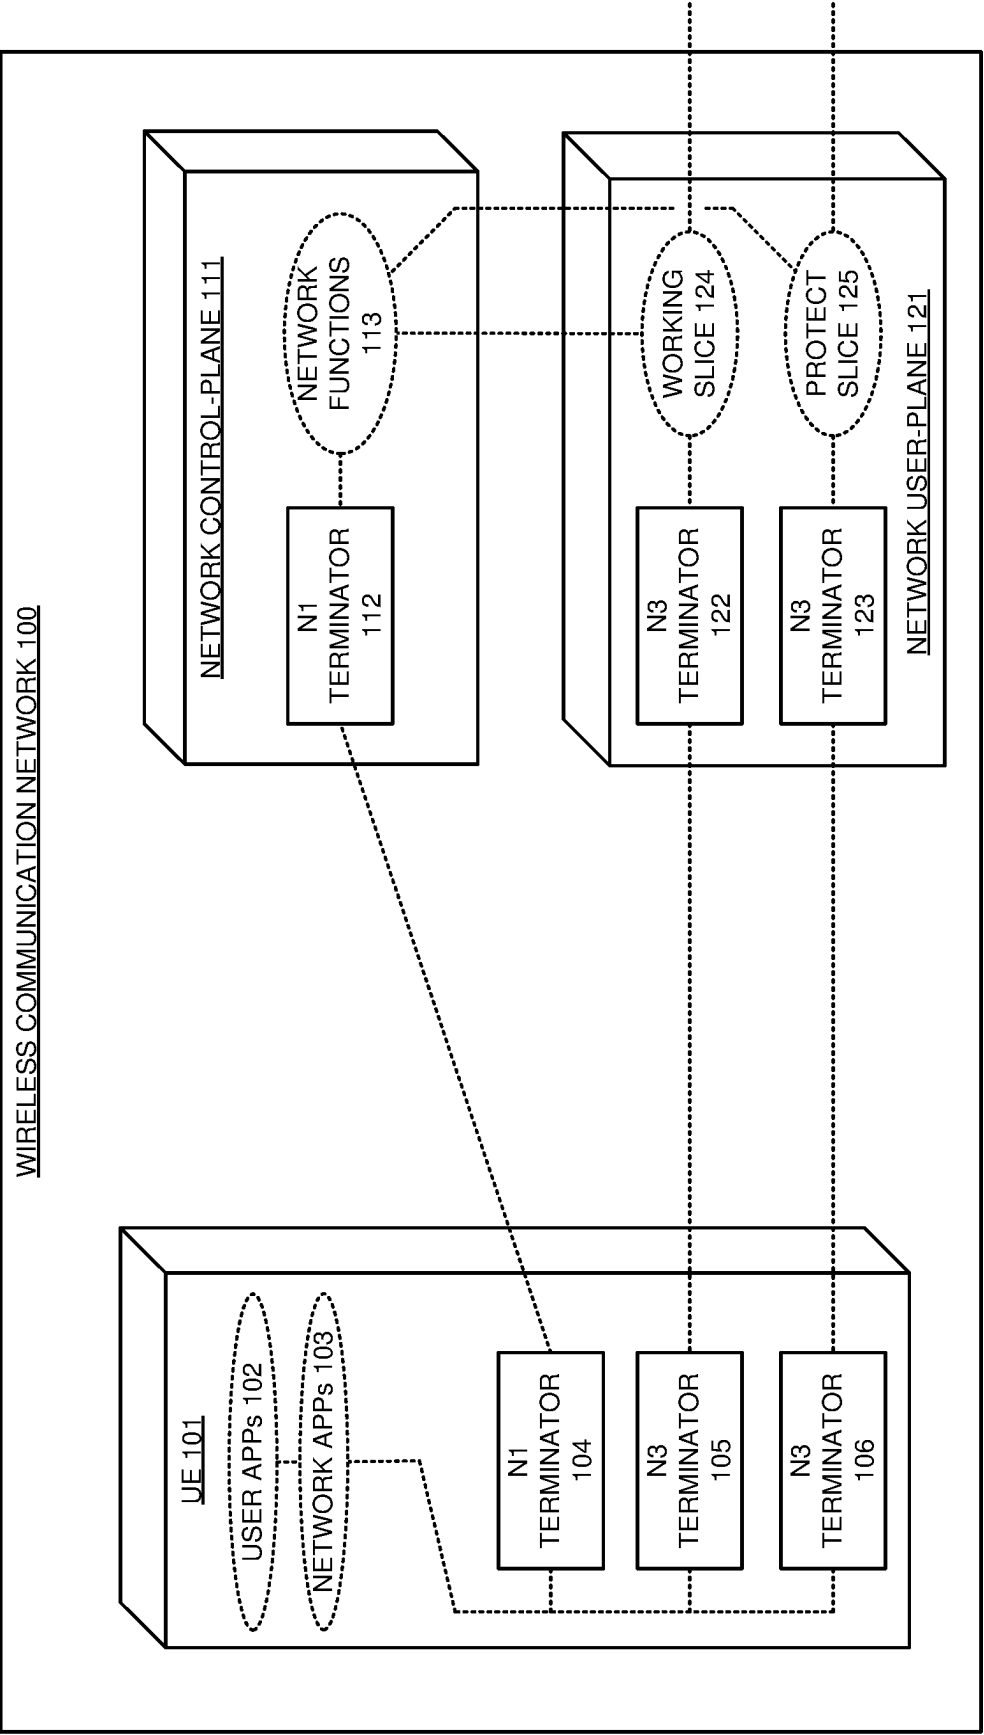 WIRELESS COMMUNICATION NETWORK 100
UE 101
USER APPs 102
NETWORK APPs 103
N1
TERMINATOR
104
N3
TERMINATOR
105
N3
TERMINATOR
106
NETWORK CONTROL-PLANE 111
N1
TERMINATOR
112
NETWORK
FUNCTIONS
113
N3
TERMINATOR
122
WORKING
SLICE 124
N3
TERMINATOR
123
PROTECT
SLICE 125
NETWORK USER-PLANE 121